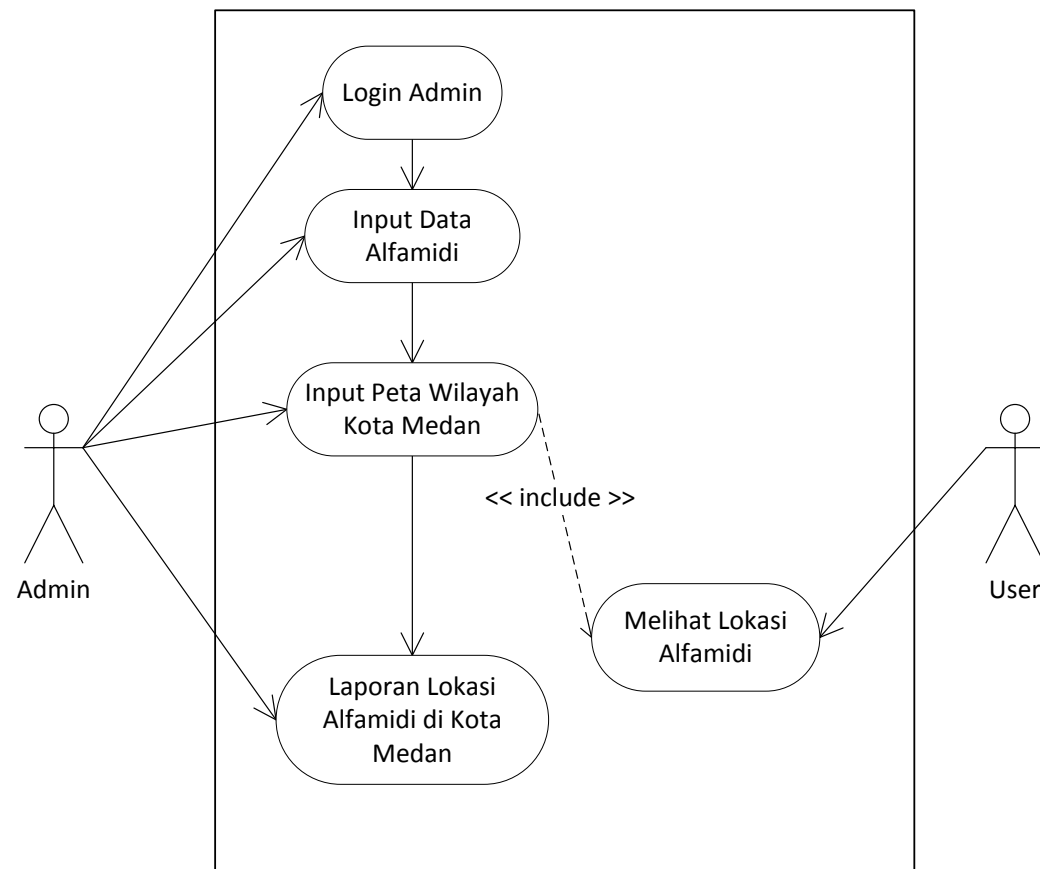 Login Admin
Input Data
Alfamidi
Input Peta Wilayah
Kota Medan
<< include >>
Admin
User
Melihat Lokasi
Alfamidi
Laporan Lokasi
Alfamidi di Kota
Medan